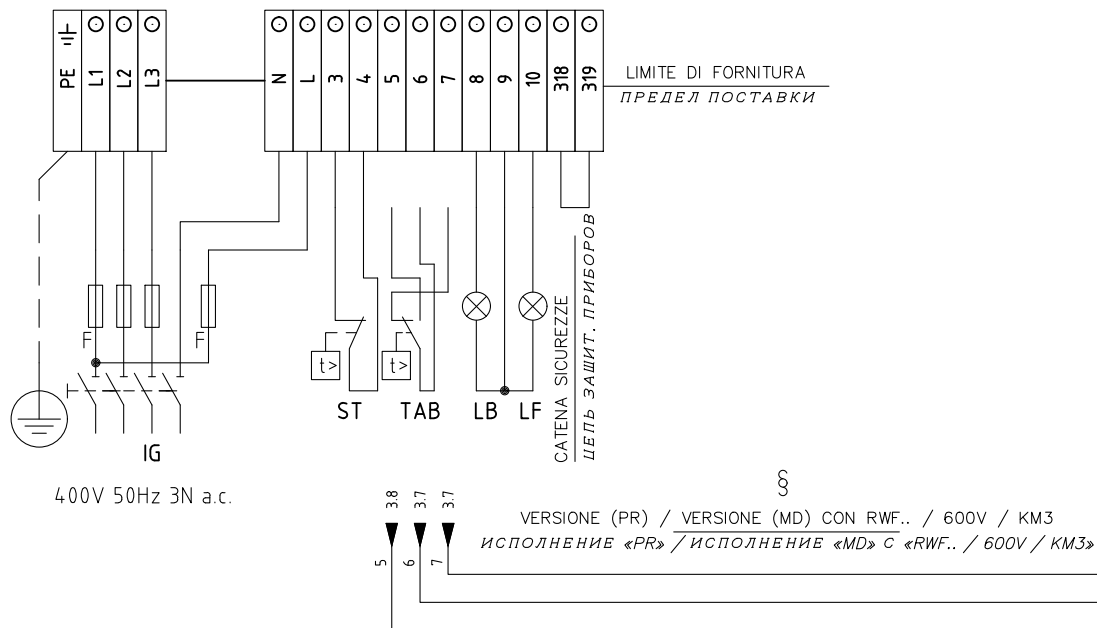 PE L1 L2 L3 N L 3 4 5 6 7 8 9 10 318 319
LIMITE DI FORNITURA
ПРЕДЕЛ ПОСТАВКИ
F F
t> t>
ST TAB LB LF
CATENA SICUREZZE
ЦЕПЬ ЗАЩИТ. ПРИБОРОВ
IG
400V 50Hz 3N a.c.
3.8 3.7 3.7
5 6 7
§
VERSIONE (PR) / VERSIONE (MD) CON RWF.. / 600V / KM3
ИСПОЛНЕНИЕ «PR» / ИСПОЛНЕНИЕ «MD» С «RWF.. / 600V / KM3»